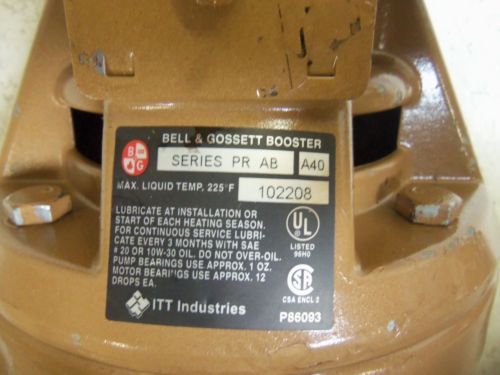 BELL & GOSSETT BOOSTER
B
G
SERIES PR AB A40
MAX. LIQUID TEMP. 225°F 102208
LUBRICATE AT INSTALLATION OR
START OF EACH HEATING SEASON.
FOR CONTINUOUS SERVICE LUBRI-
CATE EVERY 3 MONTHS WITH SAE
# 20 OR 10W-30 OIL. DO NOT OVER-OIL.
PUMP BEARINGS USE APPROX. 1 OZ.
MOTOR BEARINGS USE APPROX. 12
DROPS EA.
UL
LISTED
95H0
SA
CSA ENCL 2
ITT Industries
P86093